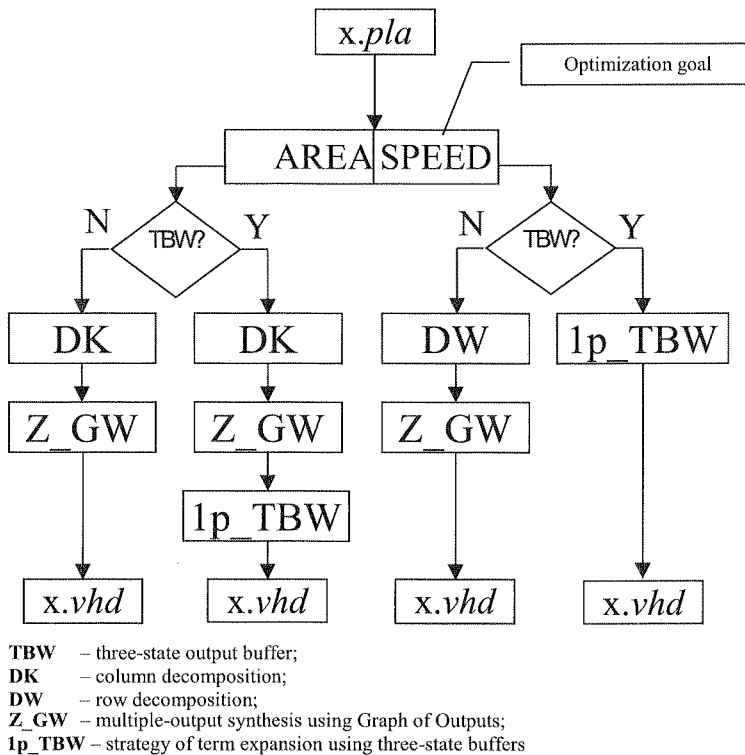 x.pla
Optimization goal
AREA SPEED
N TBW? Y N TBW? Y
DK DK DW 1p_TBW
Z_GW Z_GW Z_GW
1p_TBW
x.vhd x.vhd x.vhd x.vhd
TBW – three-state output buffer;
DK – column decomposition;
DW – row decomposition;
Z_GW – multiple-output synthesis using Graph of Outputs;
1p_TBW – strategy of term expansion using three-state buffers